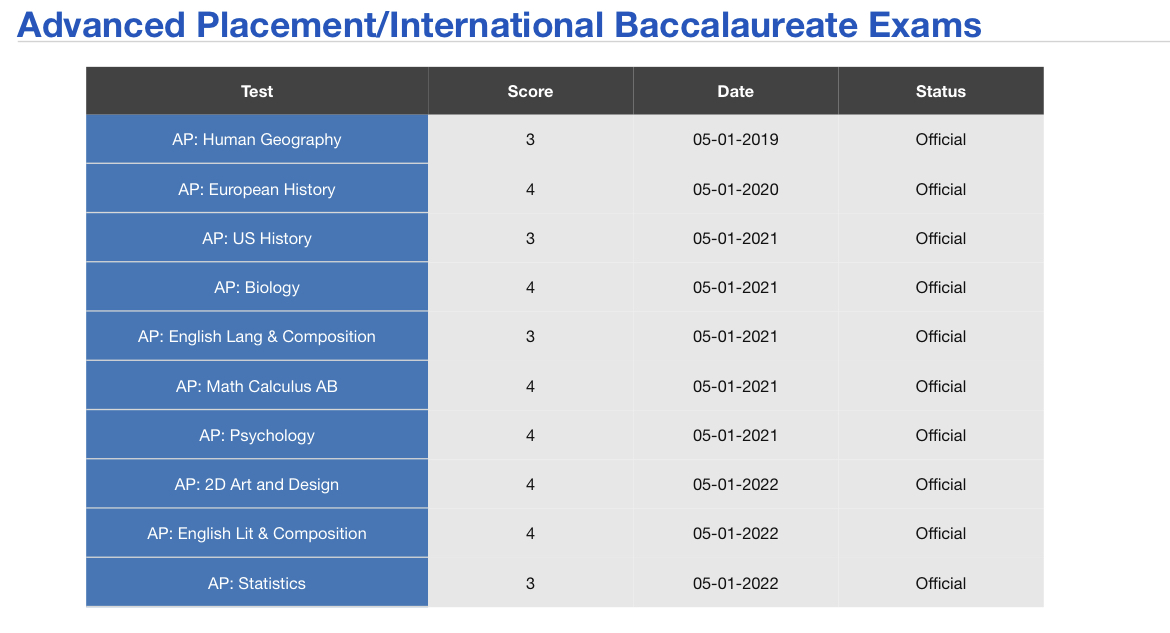 Advanced Placement/International Baccalaureate Exams
Test Score Date Status
AP: Human Geography 3 05-01-2019 Official
AP: European History 4 05-01-2020 Official
AP: US History 3 05-01-2021 Official
AP: Biology 4 05-01-2021 Official
AP: English Lang & Composition 3 05-01-2021 Official
AP: Math Calculus AB 4 05-01-2021 Official
AP: Psychology 4 05-01-2021 Official
AP: 2D Art and Design 4 05-01-2022 Official
AP: English Lit & Composition 4 05-01-2022 Official
AP: Statistics 3 05-01-2022 Official